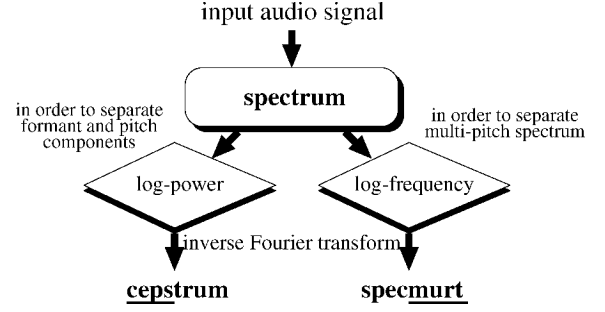 input audio signal
spectrum
in order to separate
formant and pitch
components
in order to separate
multi-pitch spectrum
log-power
log-frequency
inverse Fourier transform
cepstrum
specmurt